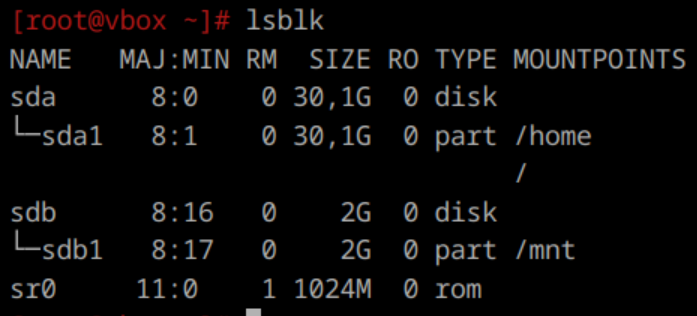 [root@vbox ~]# lsblk
NAME   MAJ:MIN RM  SIZE RO TYPE MOUNTPOINTS
sda      8:0    0 30,1G  0 disk
└─sda1   8:1    0 30,1G  0 part /home
                                /
sdb      8:16   0    2G  0 disk
└─sdb1   8:17   0    2G  0 part /mnt
sr0     11:0    1 1024M  0 rom